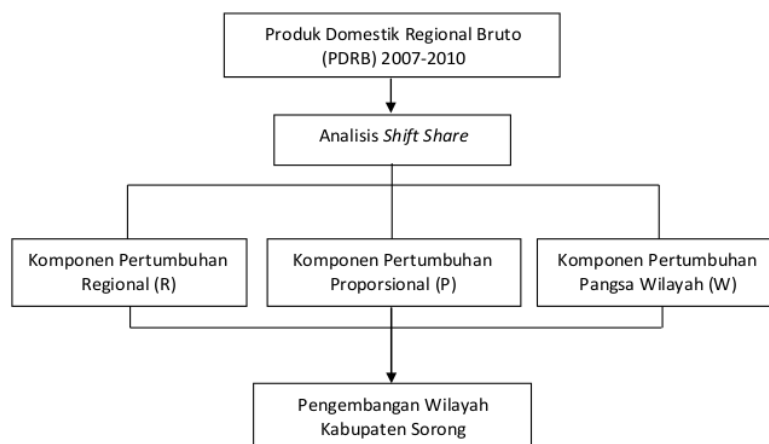 Produk Domestik Regional Bruto
(PDRB) 2007-2010
Analisis Shift Share
Komponen Pertumbuhan
Regional (R)
Komponen Pertumbuhan
Proporsional (P)
Komponen Pertumbuhan
Pangsa Wilayah (W)
Pengembangan Wilayah
Kabupaten Sorong